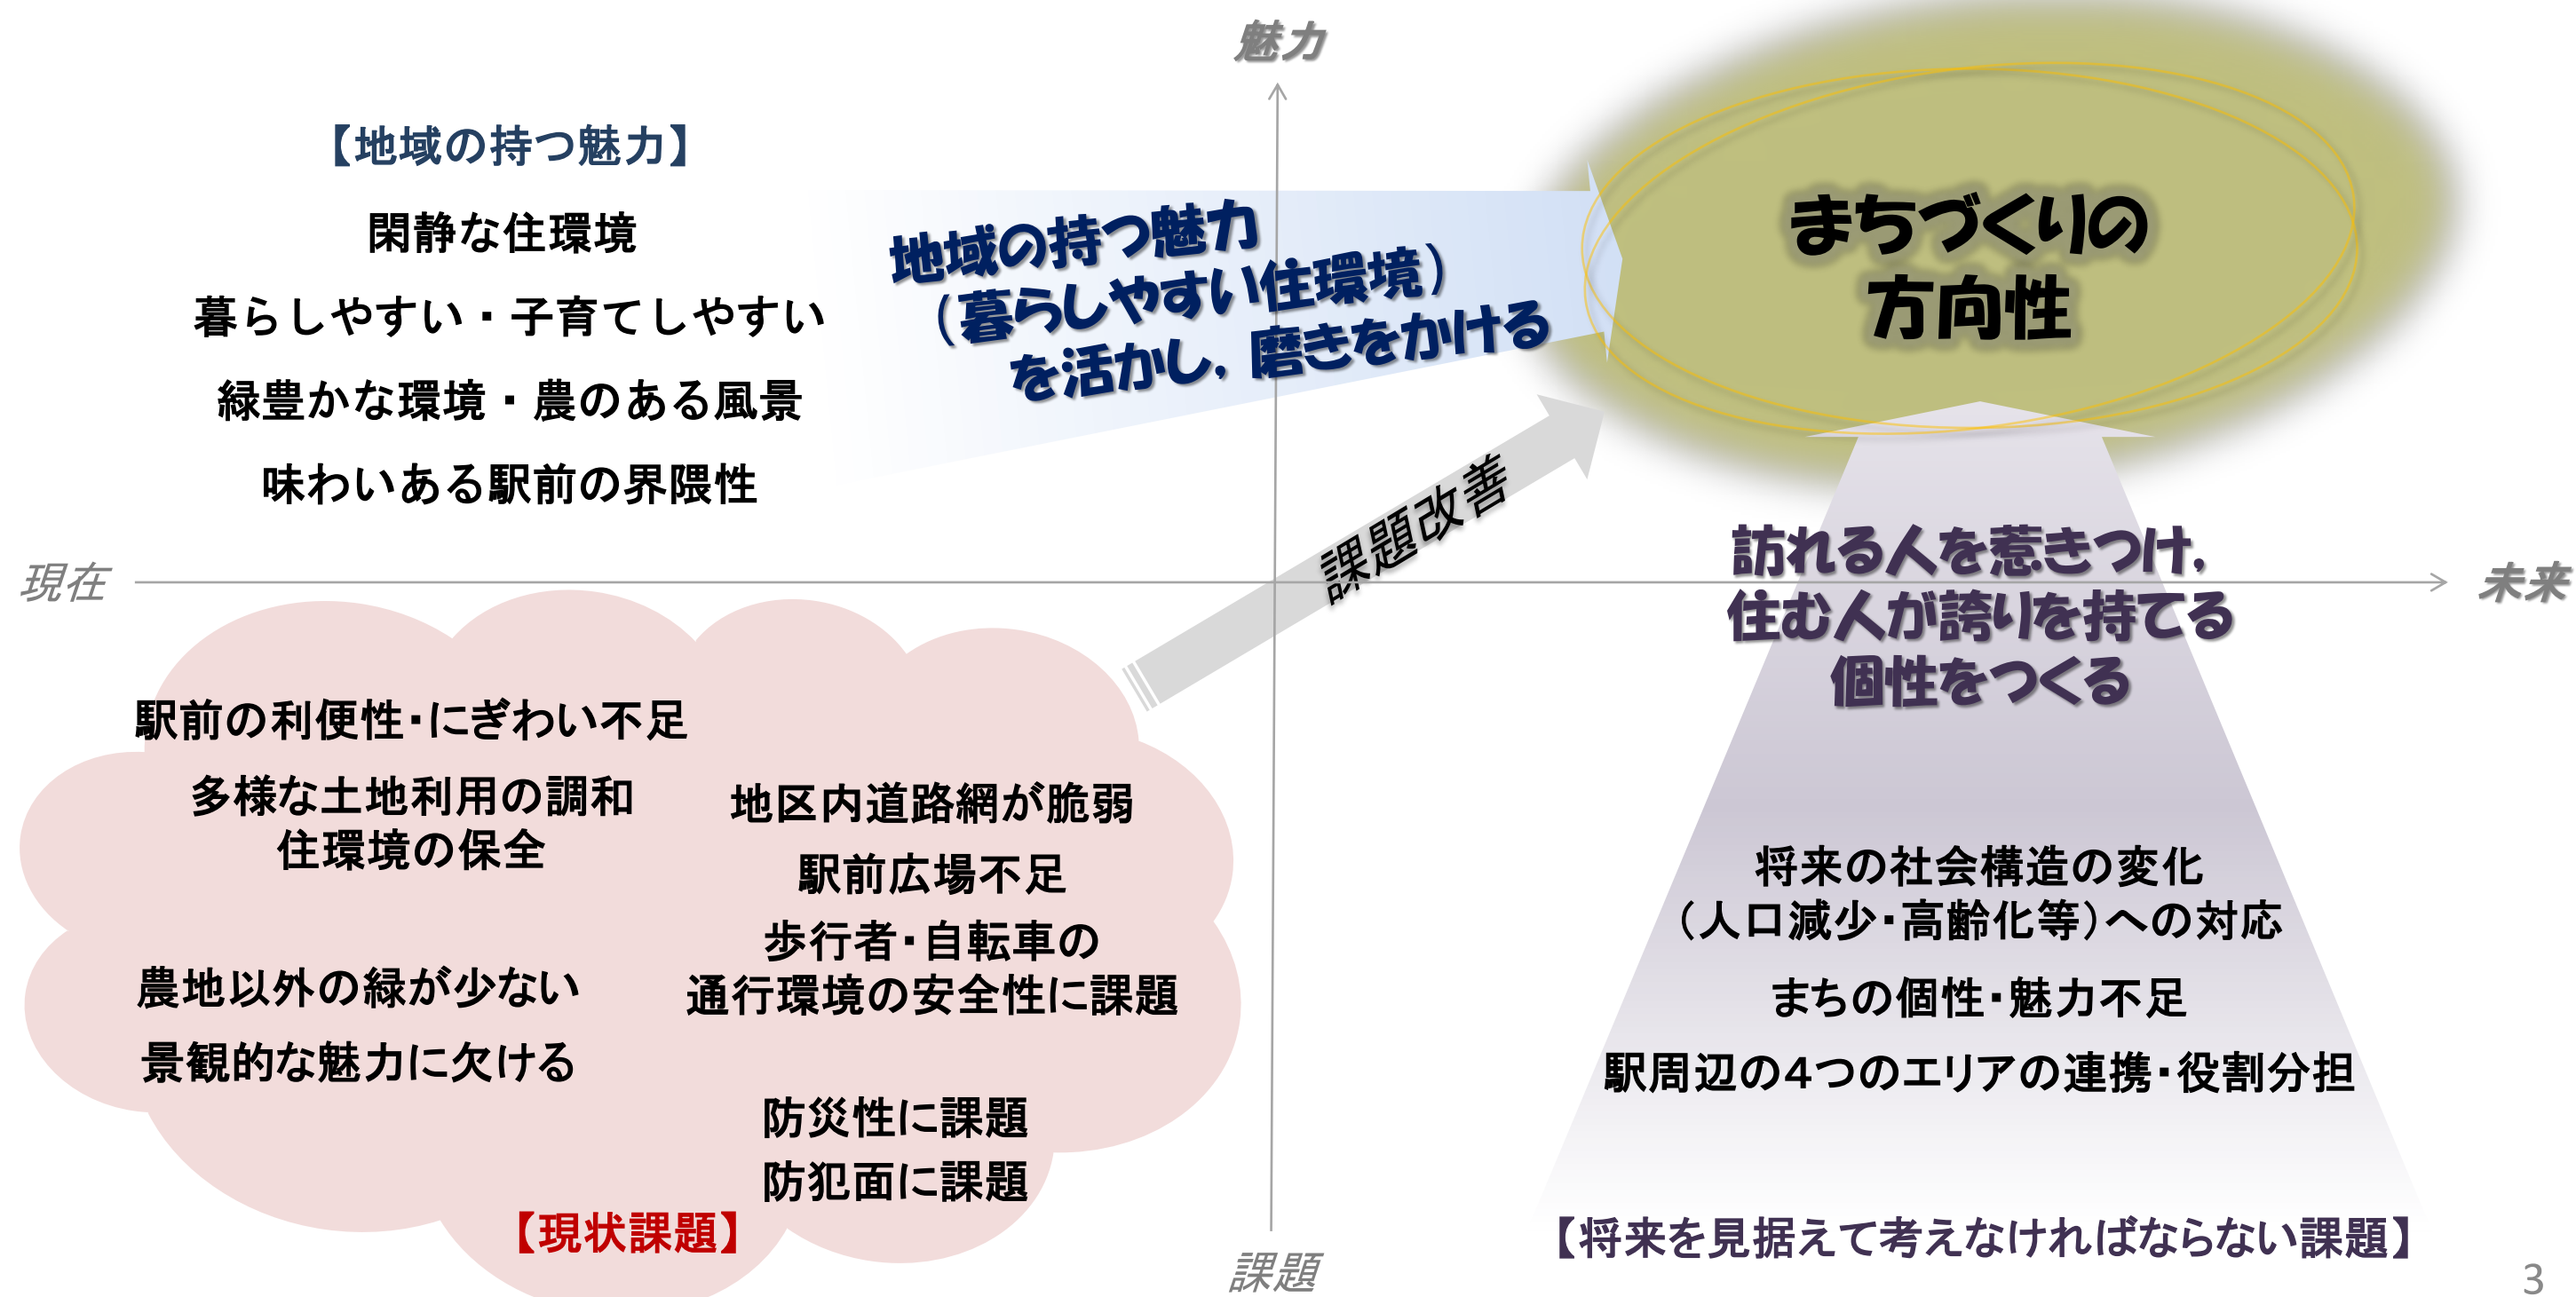 魅力
【地域の持つ魅力】
閑静な住環境
暮らしやすい・子育てしやすい
緑豊かな環境・農のある風景
味わいある駅前の界隈性
地域の持つ魅力
（暮らしやすい住環境）
を活かし，磨きをかける
まちづくりの
方向性
課題改善
現在
未来
訪れる人を惹きつけ，
住む人が誇りを持てる
個性をつくる
駅前の利便性・にぎわい不足
多様な土地利用の調和
住環境の保全
農地以外の緑が少ない
景観的な魅力に欠ける
地区内道路網が脆弱
駅前広場不足
歩行者・自転車の
通行環境の安全性に課題
防災性に課題
防犯面に課題
【現状課題】
将来の社会構造の変化
（人口減少・高齢化等）への対応
まちの個性・魅力不足
駅周辺の４つのエリアの連携・役割分担
【将来を見据えて考えなければならない課題】
課題
3